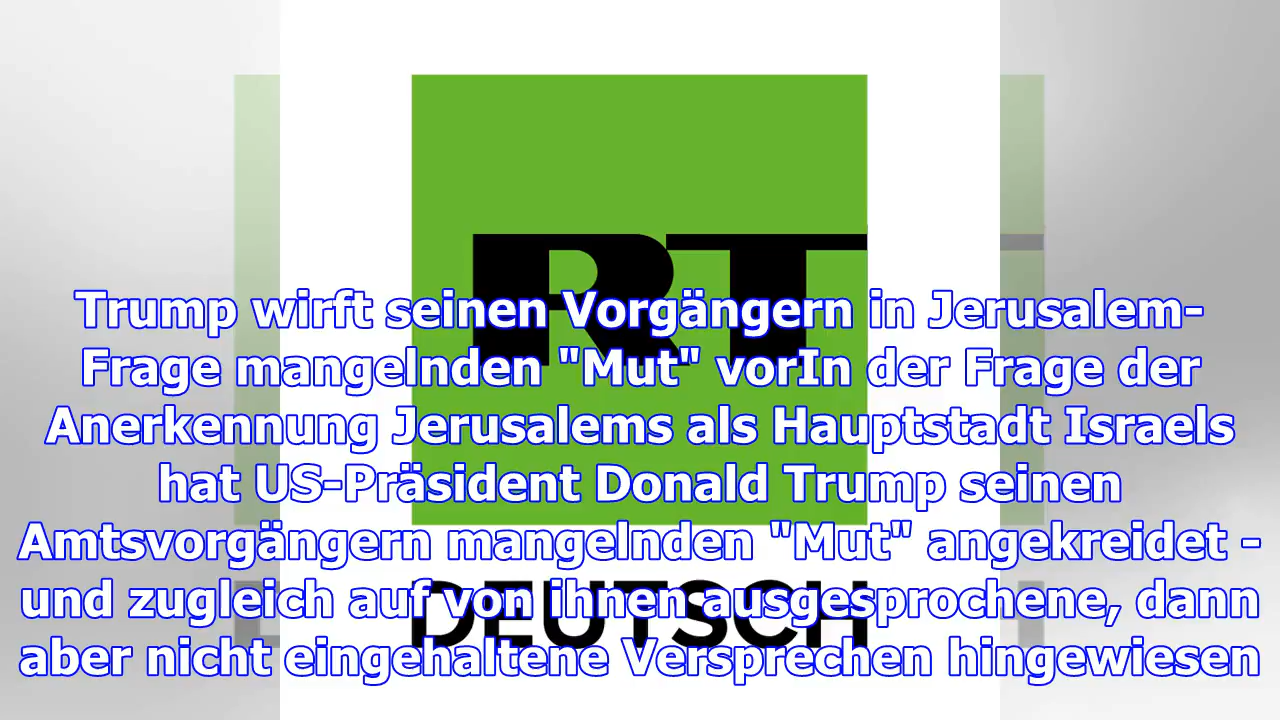 RT
Trump wirft seinen Vorgängern in Jerusalem-
Frage mangelnden "Mut" vorIn der Frage der
Anerkennung Jerusalems als Hauptstadt Israels
hat US-Präsident Donald Trump seinen
Amtsvorgängern mangelnden "Mut" angekreidet -
und zugleich auf von ihnen ausgesprochene, dann
DEUTSCH
aber nicht eingehaltene Versprechen hingewiesen